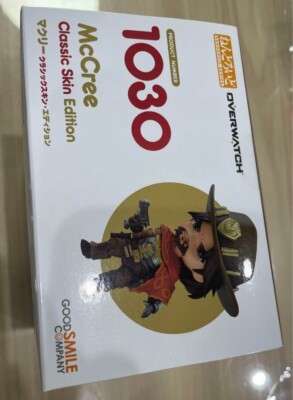 ねんどろいど
OVERWATCH
PRODUCT NUMBER
1030
McCree
Classic Skin Edition
マクリー クラシックスキン・エディション
GOOD SMILE
COMPANY